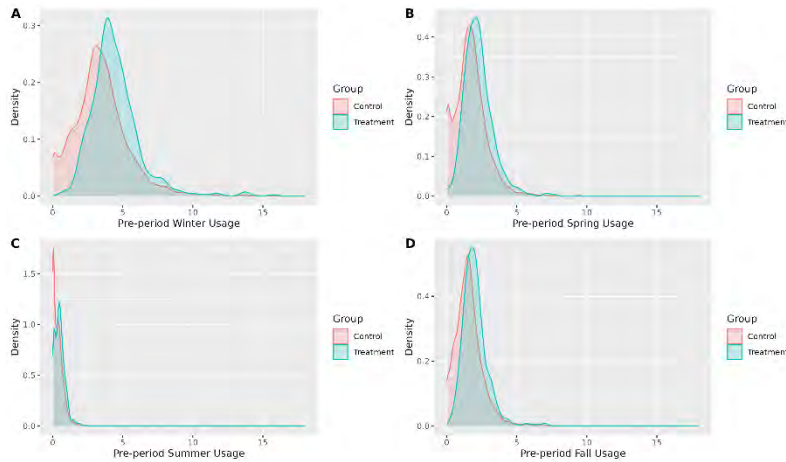 A
Density
0.3
0.2
0.1
0.0
0
5
10
15
Pre-period Winter Usage
Group
Control
Treatment
B
Density
0.4
0.3
0.2
0.1
0.0
0
5
10
15
Pre-period Spring Usage
Group
Control
Treatment
C
Density
1.5
1.0
0.5
0.0
0
5
10
15
Pre-period Summer Usage
Group
Control
Treatment
D
Density
0.4
0.2
0.0
0
5
10
15
Pre-period Fall Usage
Group
Control
Treatment